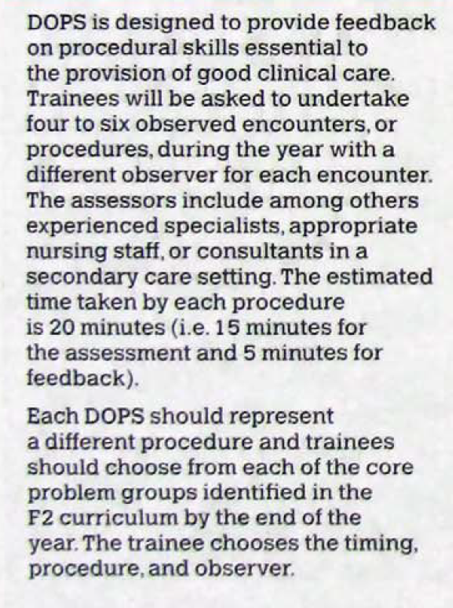 DOPS is designed to provide feedback
on procedural skills essential to
the provision of good clinical care.
Trainees will be asked to undertake
four to six observed encounters, or
procedures, during the year with a
different observer for each encounter.
The assessors include among others
experienced specialists, appropriate
nursing staff, or consultants in a
secondary care setting. The estimated
time taken by each procedure
is 20 minutes (i.e. 15 minutes for
the assessment and 5 minutes for
feedback).
Each DOPS should represent
a different procedure and trainees
should choose from each of the core
problem groups identified in the
F2 curriculum by the end of the
year. The trainee chooses the timing,
procedure, and observer.